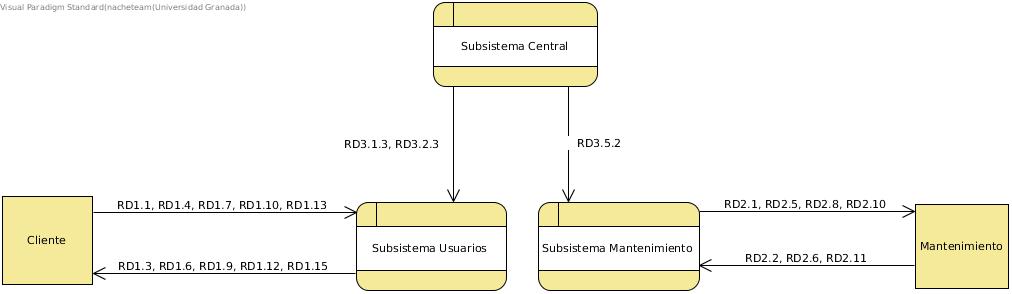 Visual Paradigm Standard(nacheteam(Universidad Granada))
Subsistema Central
RD3.1.3, RD3.2.3
RD3.5.2
RD1.1, RD1.4, RD1.7, RD1.10, RD1.13
RD2.1, RD2.5, RD2.8, RD2.10
Cliente
Subsistema Usuarios
Subsistema Mantenimiento
Mantenimiento
RD1.3, RD1.6, RD1.9, RD1.12, RD1.15
RD2.2, RD2.6, RD2.11